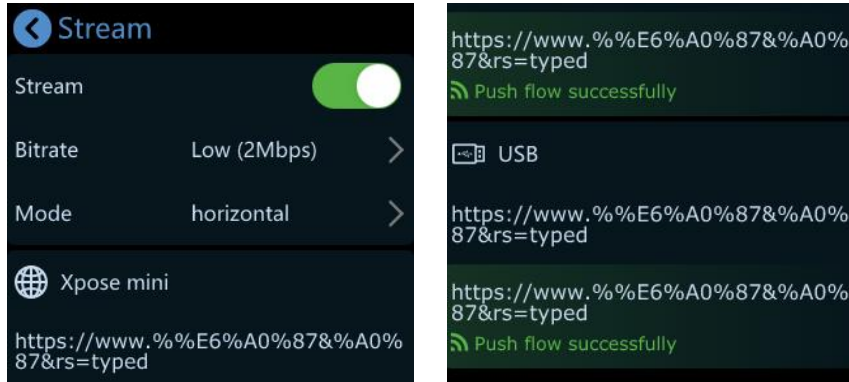 Stream
Stream
Bitrate Low (2Mbps)
Mode horizontal
Xpose mini
https://www.%%E6%A0%87&%A0%
87&rs=typed
https://www.%%E6%A0%87&%A0%
87&rs=typed
Push flow successfully
USB
https://www.%%E6%A0%87&%A0%
87&rs=typed
https://www.%%E6%A0%87&%A0%
87&rs=typed
Push flow successfully